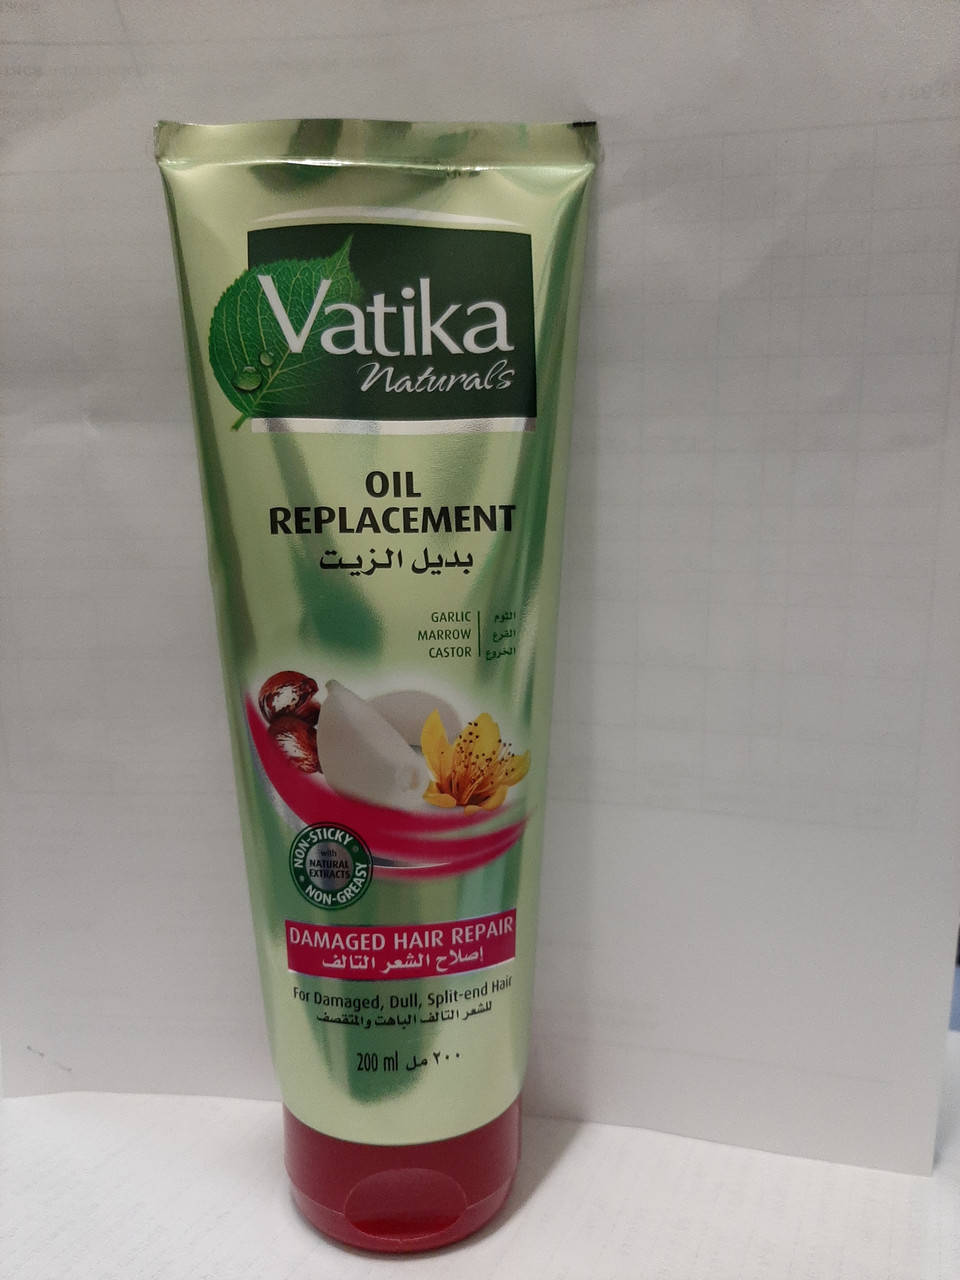 Vatika
Naturals
OIL
REPLACEMENT
بديل الزيت
GARLIC الثوم
MARROW القرع
CASTOR الخروع
NON-STICKY
with
NATURAL
EXTRACTS
NON-GREASY
DAMAGED HAIR REPAIR
إصلاح الشعر التالف
For Damaged, Dull, Split-end Hair
للشعر التالف الباهت والمتقصف
200 ml ٢٠٠ مل